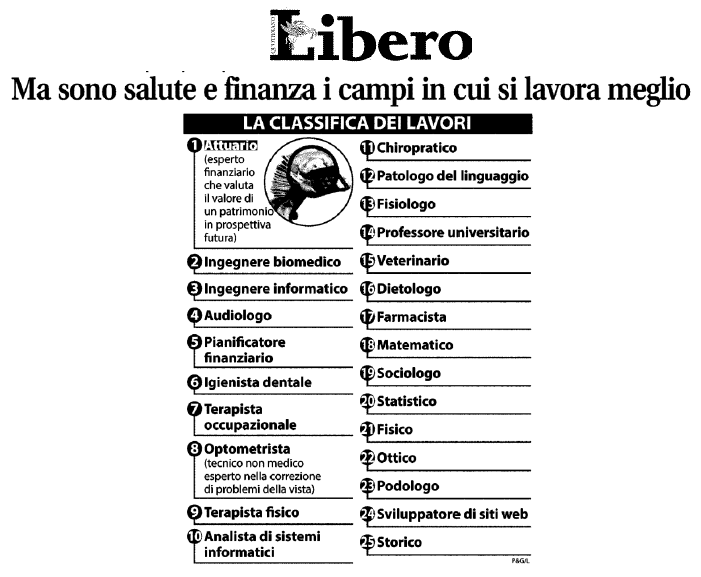 Libero
Ma sono salute e finanza i campi in cui si lavora meglio
LA CLASSIFICA DEI LAVORI
1 Attuario
(esperto
finanziario
che valuta
il valore di
un patrimonio
in prospettiva
futura)
2 Ingegnere biomedico
3 Ingegnere informatico
4 Audiologo
5 Pianificatore
finanziario
6 Igienista dentale
7 Terapista
occupazionale
8 Optometrista
(tecnico non medico
esperto nella correzione
di problemi della vista)
9 Terapista fisico
10 Analista di sistemi
informatici
11 Chiropratico
12 Patologo del linguaggio
13 Fisiologo
14 Professore universitario
15 Veterinario
16 Dietologo
17 Farmacista
18 Matematico
19 Sociologo
20 Statistico
21 Fisico
22 Ottico
23 Podologo
24 Sviluppatore di siti web
25 Storico
P&G/L